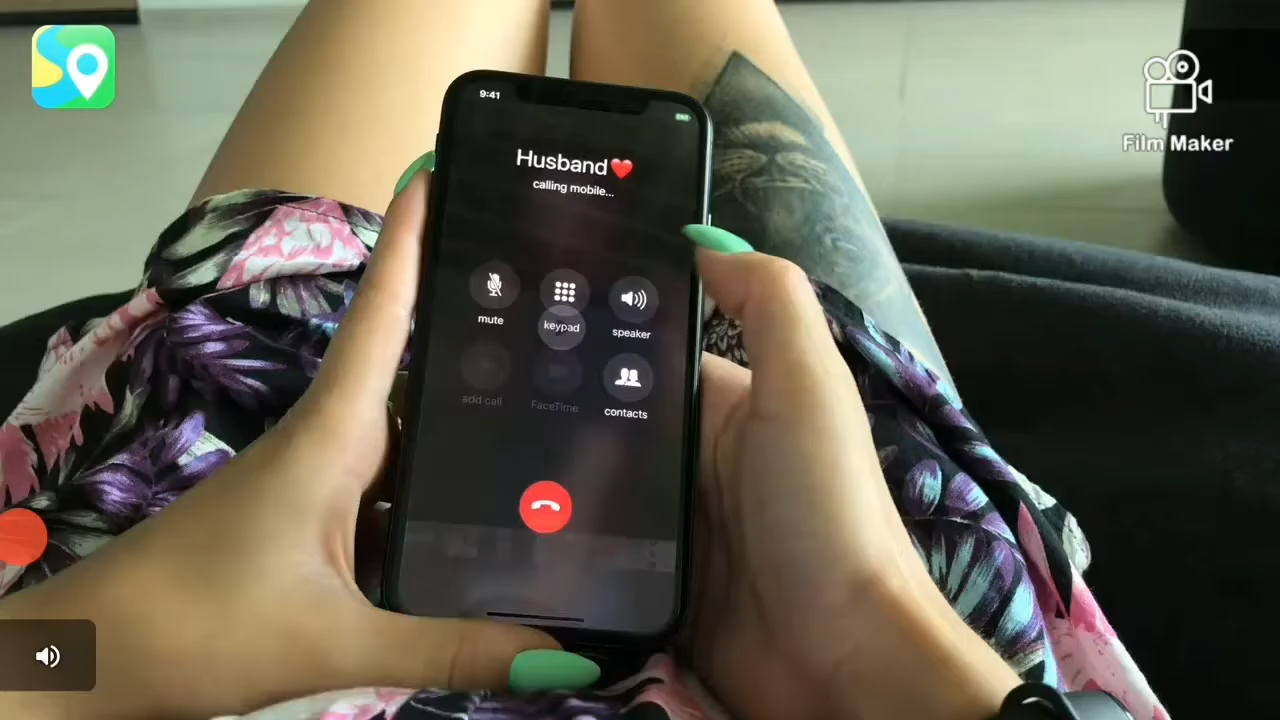 9:41
Husband❤️
calling mobile...
mute
keypad
speaker
add call
FaceTime
contacts
Film Maker